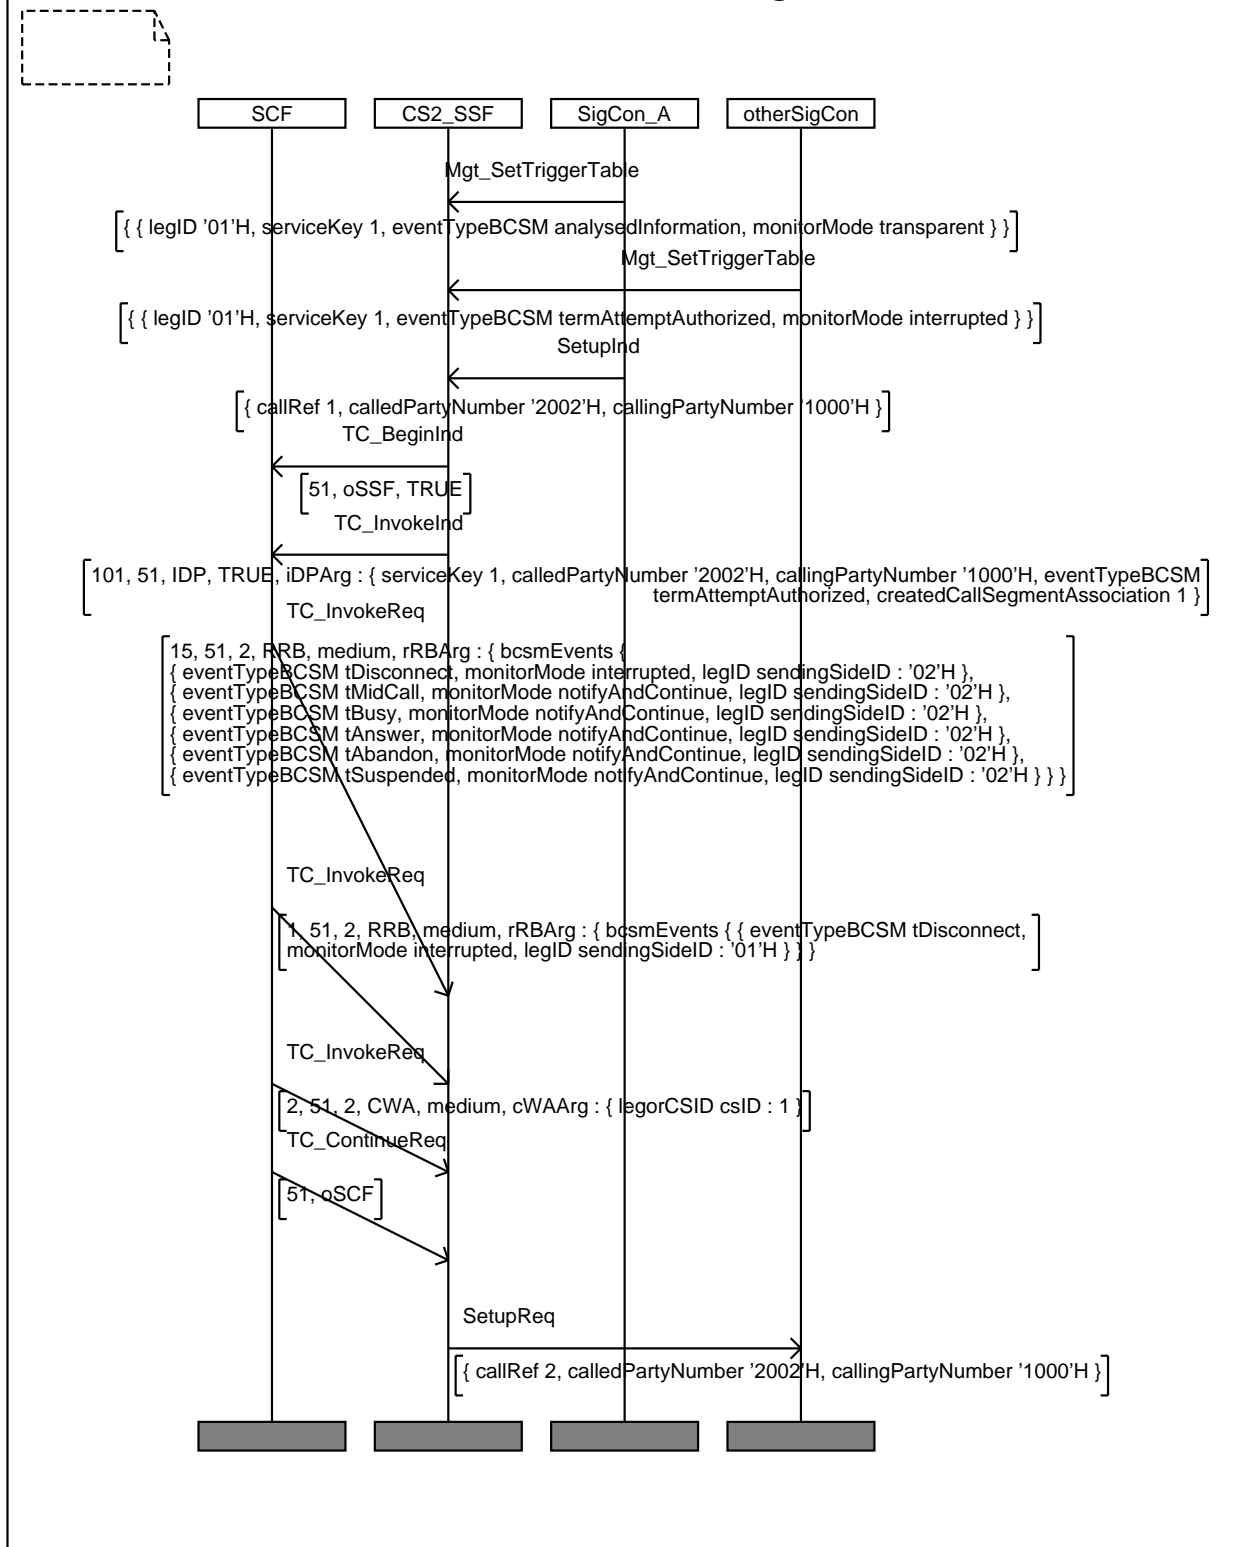 SCF
CS2_SSF
SigCon_A
otherSigCon
Mgt_SetTriggerTable
{ { legID '01'H, serviceKey 1, eventTypeBCSM analysedInformation, monitorMode transparent } }
Mgt_SetTriggerTable
{ { legID '01'H, serviceKey 1, eventTypeBCSM termAttemptAuthorized, monitorMode interrupted } }
SetupInd
{ callRef 1, calledPartyNumber '2002'H, callingPartyNumber '1000'H }
TC_BeginInd
51, oSSF, TRUE
TC_InvokeInd
101, 51, IDP, TRUE, iDPArg : { serviceKey 1, calledPartyNumber '2002'H, callingPartyNumber '1000'H, eventTypeBCSM
termAttemptAuthorized, createdCallSegmentAssociation 1 }
TC_InvokeReq
15, 51, 2, RRB, medium, rRBArg : { bcsmEvents {
{ eventTypeBCSM tDisconnect, monitorMode interrupted, legID sendingSideID : '02'H },
{ eventTypeBCSM tMidCall, monitorMode notifyAndContinue, legID sendingSideID : '02'H },
{ eventTypeBCSM tBusy, monitorMode notifyAndContinue, legID sendingSideID : '02'H },
{ eventTypeBCSM tAnswer, monitorMode notifyAndContinue, legID sendingSideID : '02'H },
{ eventTypeBCSM tAbandon, monitorMode notifyAndContinue, legID sendingSideID : '02'H },
{ eventTypeBCSM tSuspended, monitorMode notifyAndContinue, legID sendingSideID : '02'H } } }
TC_InvokeReq
1, 51, 2, RRB, medium, rRBArg : { bcsmEvents { { eventTypeBCSM tDisconnect,
monitorMode interrupted, legID sendingSideID : '01'H } } }
TC_InvokeReq
2, 51, 2, CWA, medium, cWAArg : { legorCSID csID : 1 }
TC_ContinueReq
51, oSCF
SetupReq
{ callRef 2, calledPartyNumber '2002'H, callingPartyNumber '1000'H }